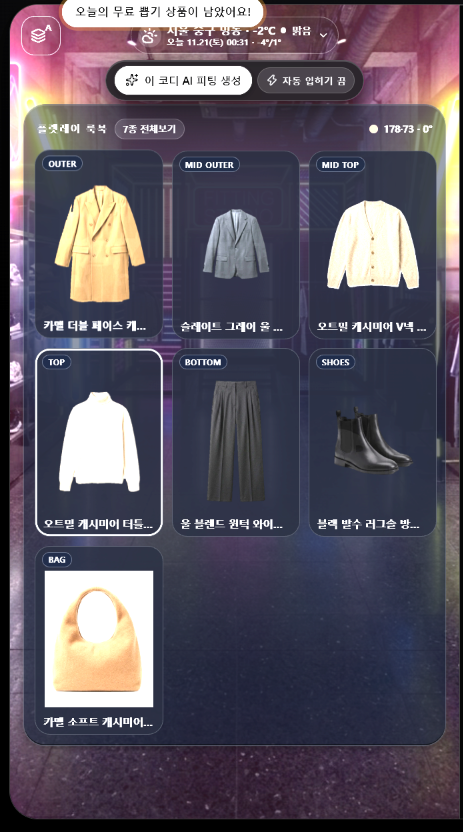 오늘의 무료 뽑기 상품이 남았어요!
서울 중구 명동 · -2°C 맑음
오늘 11.21(토) 00:31 · -4°/1°
이 코디 AI 피팅 생성
자동 입히기 끔
룩북
7종 전체보기
178·73 · 0°
OUTER
MID OUTER
MID TOP
카멜 더블 페이스 캐...
슬레이트 그레이 울 ...
오트밀 캐시미어 V넥 ...
TOP
BOTTOM
SHOES
오트밀 캐시미어 터틀...
울 블렌드 원턱 와이...
블랙 발수 러그솔 방...
BAG
카멜 소프트 캐시미어...